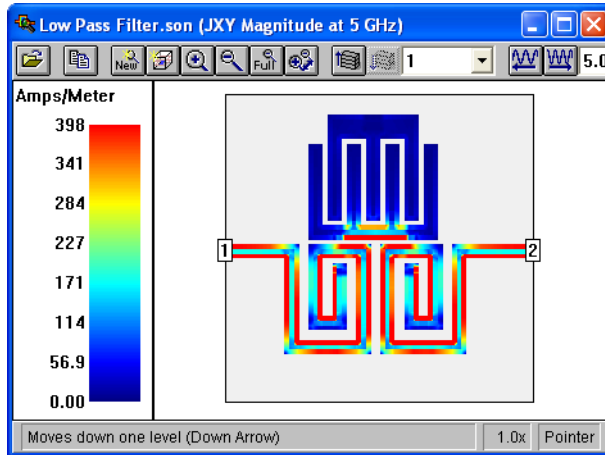 Low Pass Filter.son (JXY Magnitude at 5 GHz)
New Full 1 5.0
Amps/Meter
398
341
284
227
171
114
56.9
0.00
1 2
Moves down one level (Down Arrow) 1.0x Pointer